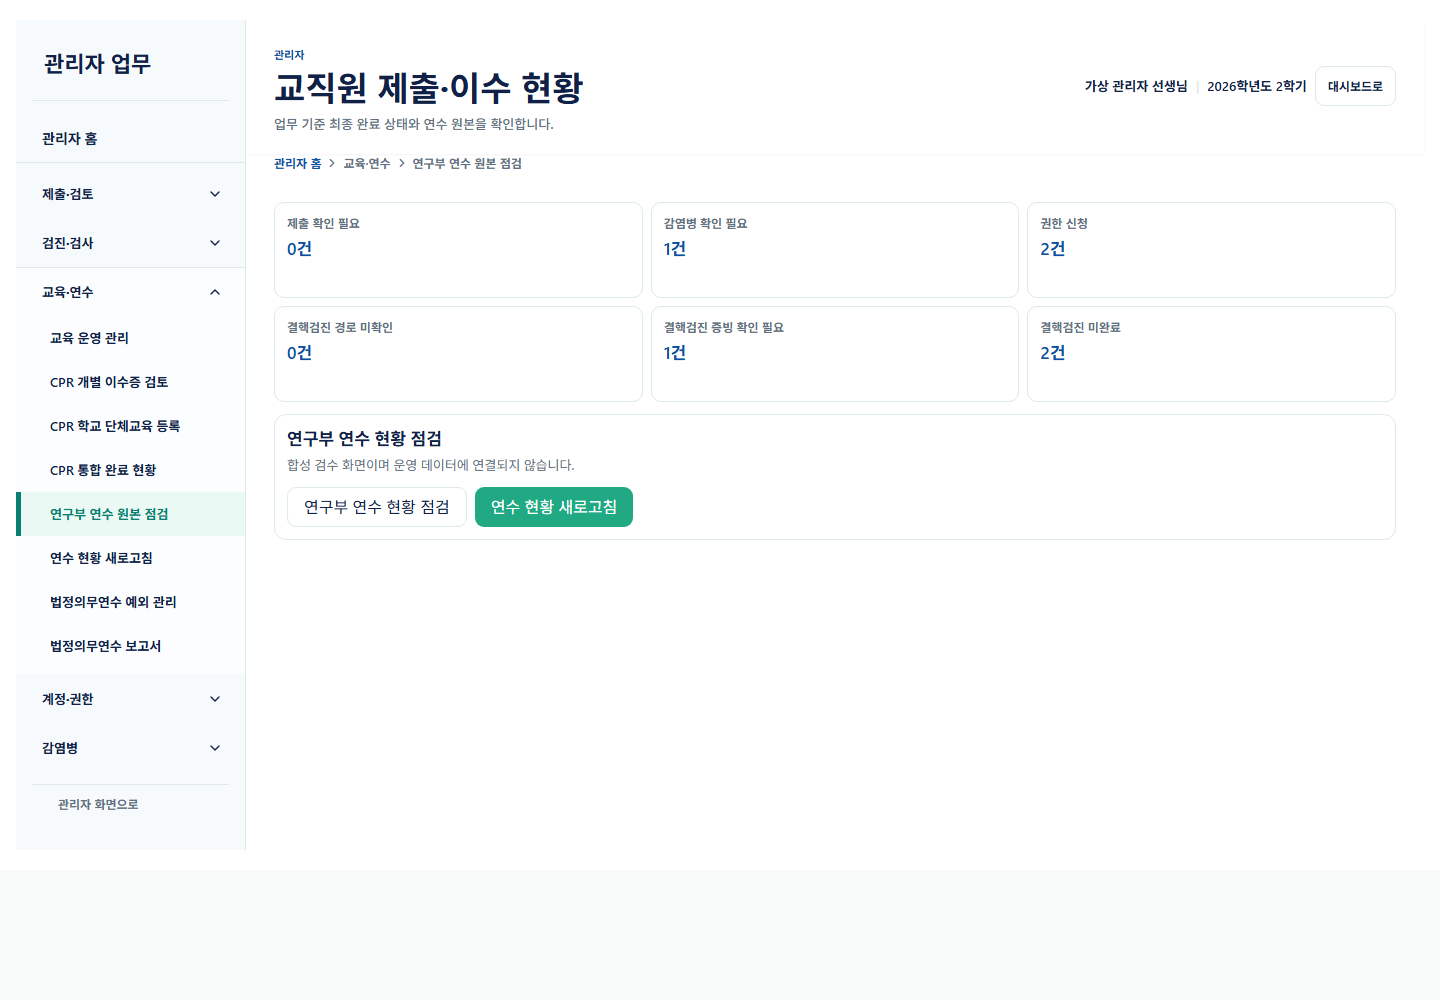 관리자 업무
관리자 홈
제출·검토
검진·검사
교육·연수
교육 운영 관리
CPR 개별 이수증 검토
CPR 학교 단체교육 등록
CPR 통합 완료 현황
연구부 연수 원본 점검
연수 현황 새로고침
법정의무연수 예외 관리
법정의무연수 보고서
계정·권한
감염병
관리자 화면으로
관리자
교직원 제출·이수 현황
업무 기준 최종 완료 상태와 연수 원본을 확인합니다.
가상 관리자 선생님 | 2026학년도 2학기 대시보드로
관리자 홈 > 교육·연수 > 연구부 연수 원본 점검
제출 확인 필요
0건
감염병 확인 필요
1건
권한 신청
2건
결핵검진 경로 미확인
0건
결핵검진 증빙 확인 필요
1건
결핵검진 미완료
2건
연구부 연수 현황 점검
합성 검수 화면이며 운영 데이터에 연결되지 않습니다.
연구부 연수 현황 점검 연수 현황 새로고침